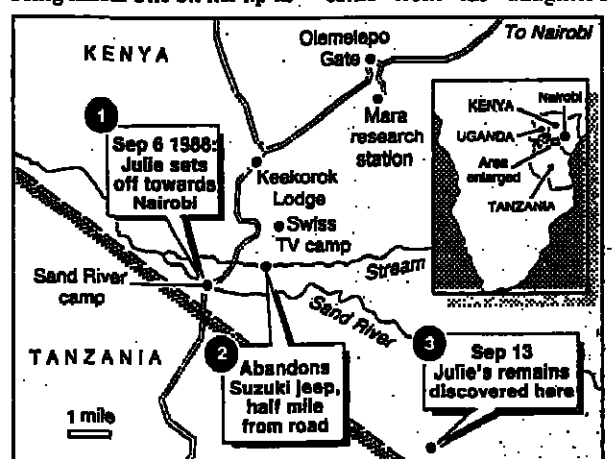 To Nairobi
KENYA
Olemelepo
Gate
Mara
research
station
1
Sep 6 1988:
Julie sets
off towards
Nairobi
Keekorok
Lodge
Swiss
TV camp
Stream
Sand River
camp
Sand River
TANZANIA
2
Abandons
Suzuki jeep,
half mile
from road
3
Sep 13
Julie's remains
discovered here
1 mile
KENYA
Nairobi
UGANDA
Area
enlarged
TANZANIA